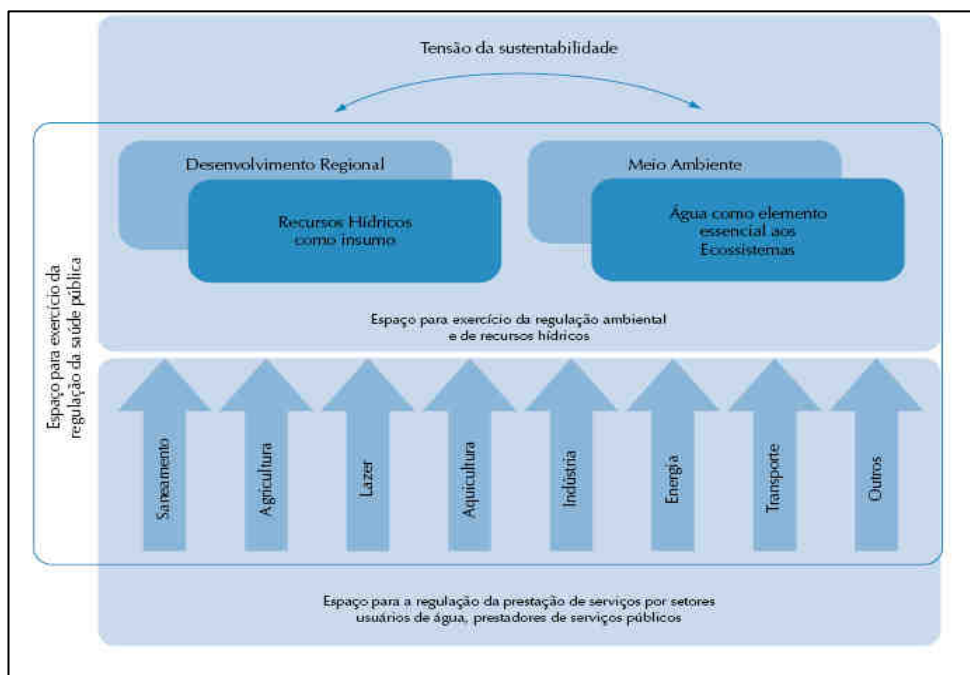 Tensão da sustentabilidade
Desenvolvimento Regional
Recursos Hídricos
como insumo
Meio Ambiente
Água como elemento
essencial aos
Ecossistemas
Espaço para exercício da
regulação da saúde pública
Espaço para exercício da regulação ambiental
e de recursos hídricos
Saneamento
Agricultura
Lazer
Aquicultura
Indústria
Energia
Transporte
Outros
Espaço para a regulação da prestação de serviços por setores
usuários de água, prestadores de serviços públicos